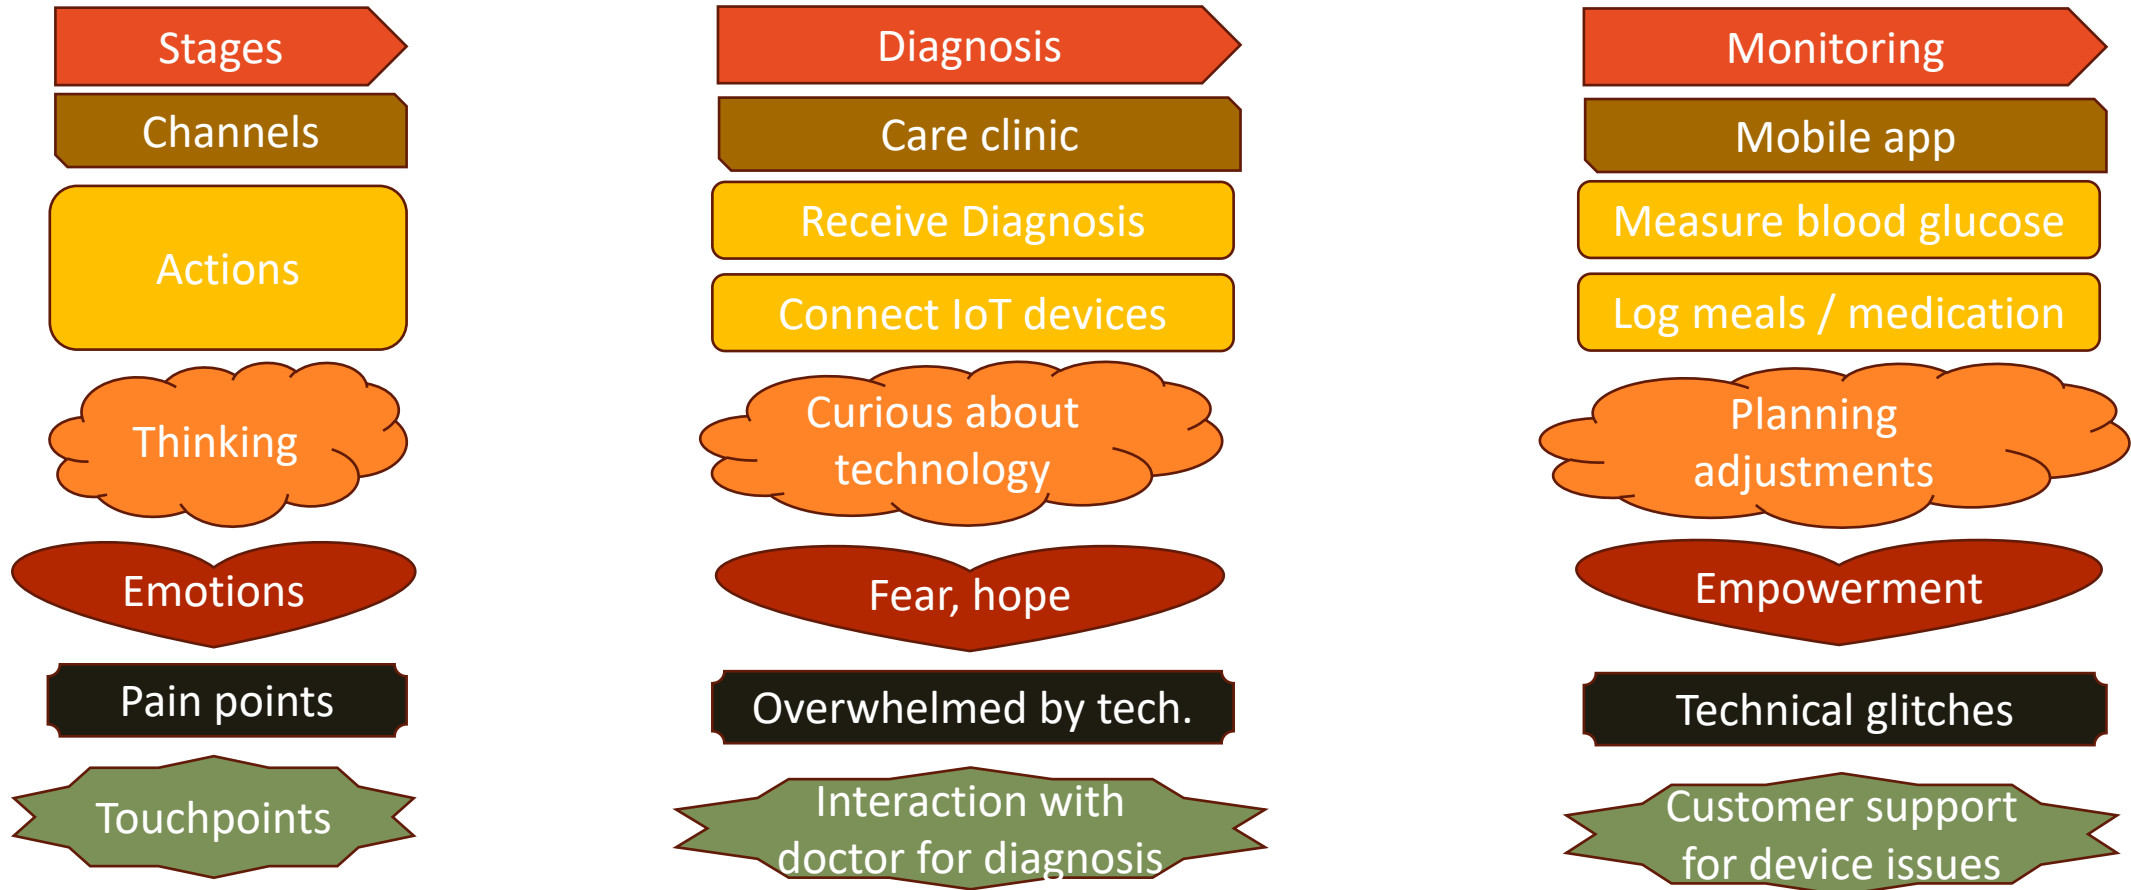 Stages
Diagnosis
Monitoring
Channels
Care clinic
Mobile app
Actions
Receive Diagnosis
Measure blood glucose
Connect IoT devices
Log meals / medication
Thinking
Curious about
technology
Planning
adjustments
Emotions
Fear, hope
Empowerment
Pain points
Overwhelmed by tech.
Technical glitches
Touchpoints
Interaction with
doctor for diagnosis
Customer support
for device issues